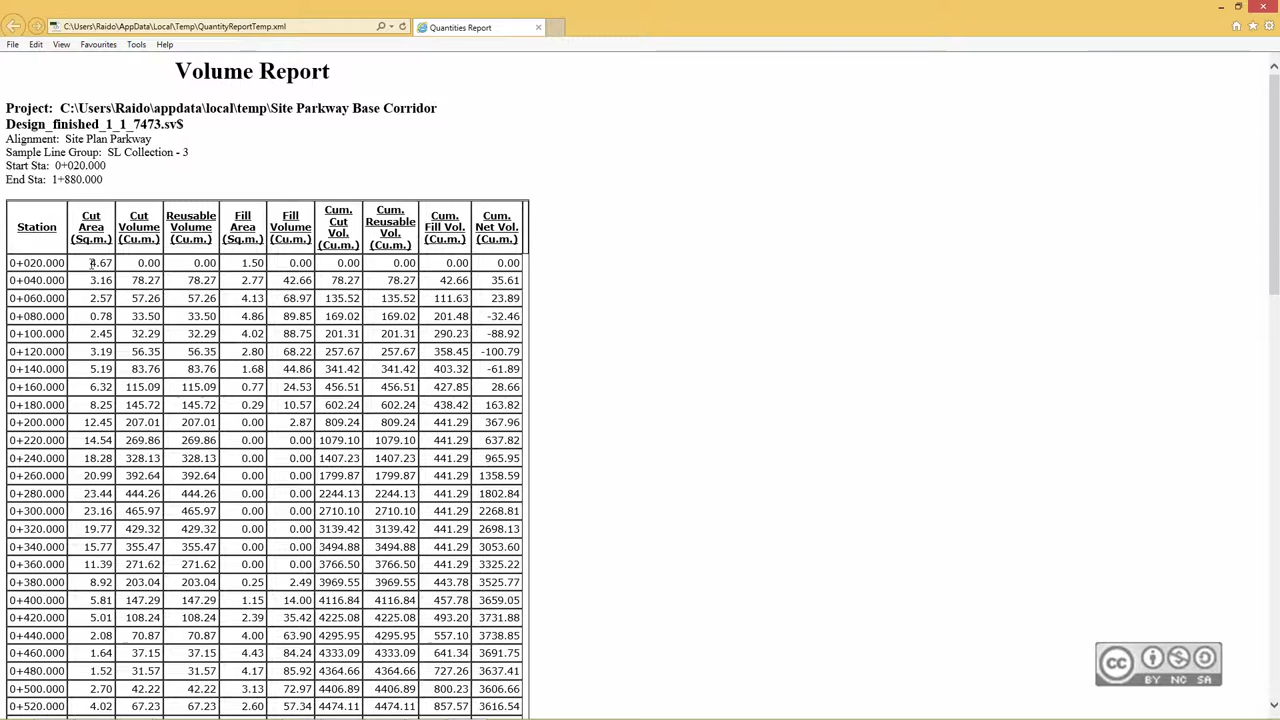 C:\Users\Raido\AppData\Local\Temp\QuantityReportTemp.xml
Quantities Report
File Edit View Favourites Tools Help
Volume Report
Project: C:\Users\Raido\appdata\local\temp\Site Parkway Base Corridor
Design_finished_1_1_7473.sv$
Alignment: Site Plan Parkway
Sample Line Group: SL Collection - 3
Start Sta: 0+020.000
End Sta: 1+880.000
Station Cut Area (Sq.m.) Cut Volume (Cu.m.) Reusable Volume (Cu.m.) Fill Area (Sq.m.) Fill Volume (Cu.m.) Cum. Cut Vol. (Cu.m.) Cum. Reusable Vol. (Cu.m.) Cum. Fill Vol. (Cu.m.) Cum. Net Vol. (Cu.m.)
0+020.000 4.67 0.00 0.00 1.50 0.00 0.00 0.00 0.00 0.00
0+040.000 3.16 78.27 78.27 2.77 42.66 78.27 78.27 42.66 35.61
0+060.000 2.57 57.26 57.26 4.13 68.97 135.52 135.52 111.63 23.89
0+080.000 0.78 33.50 33.50 4.86 89.85 169.02 169.02 201.48 -32.46
0+100.000 2.45 32.29 32.29 4.02 88.75 201.31 201.31 290.23 -88.92
0+120.000 3.19 56.35 56.35 2.80 68.22 257.67 257.67 358.45 -100.79
0+140.000 5.19 83.76 83.76 1.68 44.86 341.42 341.42 403.32 -61.89
0+160.000 6.32 115.09 115.09 0.77 24.53 456.51 456.51 427.85 28.66
0+180.000 8.25 145.72 145.72 0.29 10.57 602.24 602.24 438.42 163.82
0+200.000 12.45 207.01 207.01 0.00 2.87 809.24 809.24 441.29 367.96
0+220.000 14.54 269.86 269.86 0.00 0.00 1079.10 1079.10 441.29 637.82
0+240.000 18.28 328.13 328.13 0.00 0.00 1407.23 1407.23 441.29 965.95
0+260.000 20.99 392.64 392.64 0.00 0.00 1799.87 1799.87 441.29 1358.59
0+280.000 23.44 444.26 444.26 0.00 0.00 2244.13 2244.13 441.29 1802.84
0+300.000 23.16 465.97 465.97 0.00 0.00 2710.10 2710.10 441.29 2268.81
0+320.000 19.77 429.32 429.32 0.00 0.00 3139.42 3139.42 441.29 2698.13
0+340.000 15.77 355.47 355.47 0.00 0.00 3494.88 3494.88 441.29 3053.60
0+360.000 11.39 271.62 271.62 0.00 0.00 3766.50 3766.50 441.29 3325.22
0+380.000 8.92 203.04 203.04 0.25 2.49 3969.55 3969.55 443.78 3525.77
0+400.000 5.81 147.29 147.29 1.15 14.00 4116.84 4116.84 457.78 3659.05
0+420.000 5.01 108.24 108.24 2.39 35.42 4225.08 4225.08 493.20 3731.88
0+440.000 2.08 70.87 70.87 4.00 63.90 4295.95 4295.95 557.10 3738.85
0+460.000 1.64 37.15 37.15 4.43 84.24 4333.09 4333.09 641.34 3691.75
0+480.000 1.52 31.57 31.57 4.17 85.92 4364.66 4364.66 727.26 3637.41
0+500.000 2.70 42.22 42.22 3.13 72.97 4406.89 4406.89 800.23 3606.66
0+520.000 4.02 67.23 67.23 2.60 57.34 4474.11 4474.11 857.57 3616.54
cc
BY NC SA